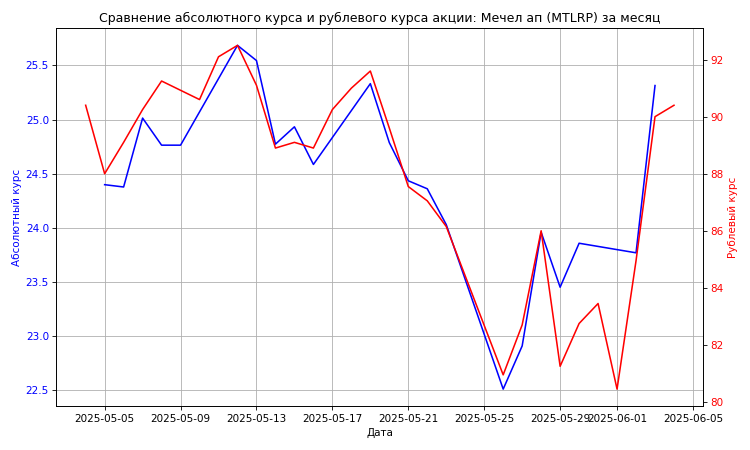 Сравнение абсолютного курса и рублевого курса акции: Мечел ап (MTLRP) за месяц
25.5
25.0
24.5
24.0
23.5
23.0
22.5
Абсолютный курс
92
90
88
86
84
82
80
Рублевый курс
2025-05-05 2025-05-09 2025-05-13 2025-05-17 2025-05-21 2025-05-25 2025-05-29 2025-06-01 2025-06-05
Дата